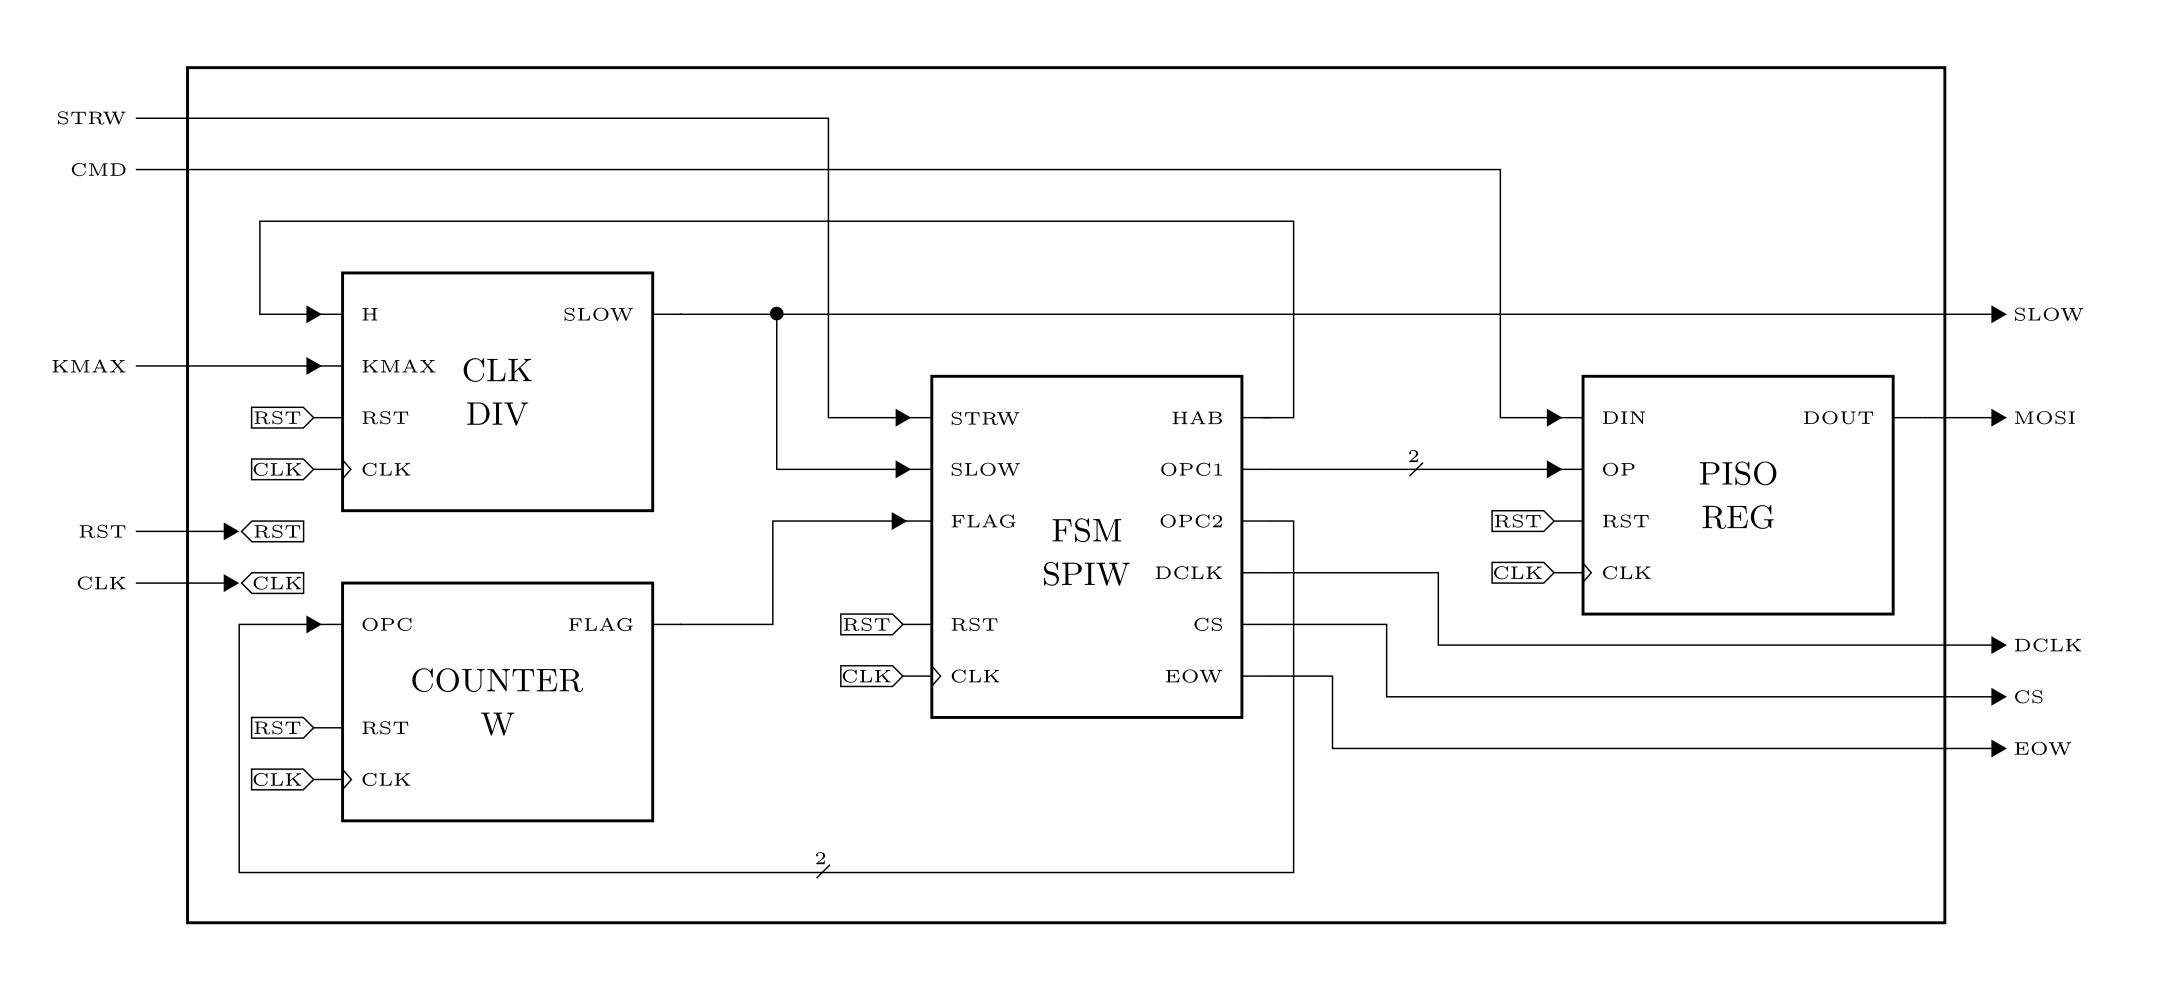 STRW
CMD
H
SLOW
SLOW
KMAX
KMAX
CLK
DIV
RST
RST
CLK
CLK
STRW
HAB
DIN
DOUT
MOSI
SLOW
OPC1
2
OP
PISO
REG
FLAG
OPC2
RST
RST
FSM
SPIW
DCLK
CLK
CLK
RST
RST
CLK
CLK
OPC
FLAG
RST
RST
CS
DCLK
COUNTER
W
CLK
CLK
EOW
CS
RST
RST
EOW
CLK
CLK
2